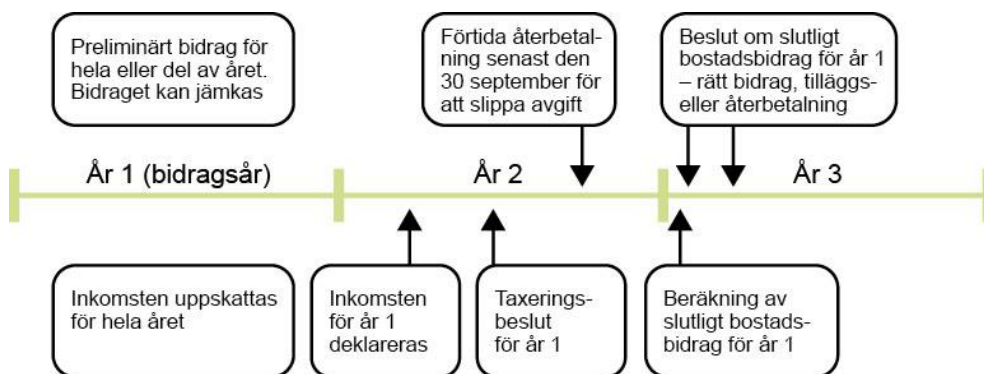 Preliminärt bidrag för
hela eller del av året.
Bidraget kan jämkas
Förtida återbetal-
ning senast den
30 september för
att slippa avgift
Beslut om slutligt
bostadsbidrag för år 1
– rätt bidrag, tilläggs-
eller återbetalning
År 1 (bidragsår)
År 2
År 3
Inkomsten uppskattas
för hela året
Inkomsten
för år 1
deklareras
Taxerings-
beslut
för år 1
Beräkning av
slutligt bostads-
bidrag för år 1